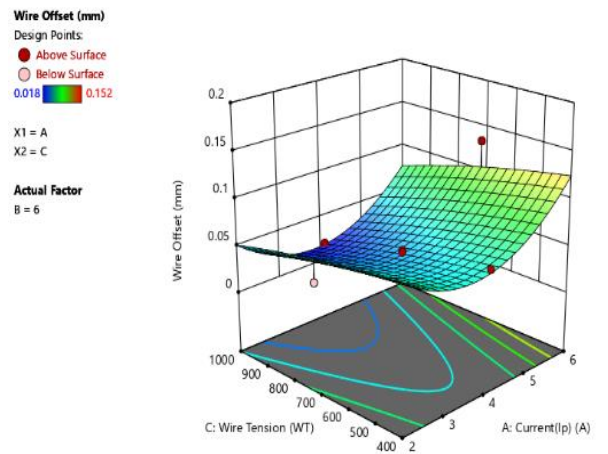 Wire Offset (mm)
Design Points:
Above Surface
Below Surface
0.018 0.152
X1 = A
X2 = C
Actual Factor
B = 6
Wire Offset (mm)
0.2
0.15
0.1
0.05
0
1000
900
800
700
600
500
400
2
3
4
5
6
C: Wire Tension (WT)
A: Current(Ip) (A)